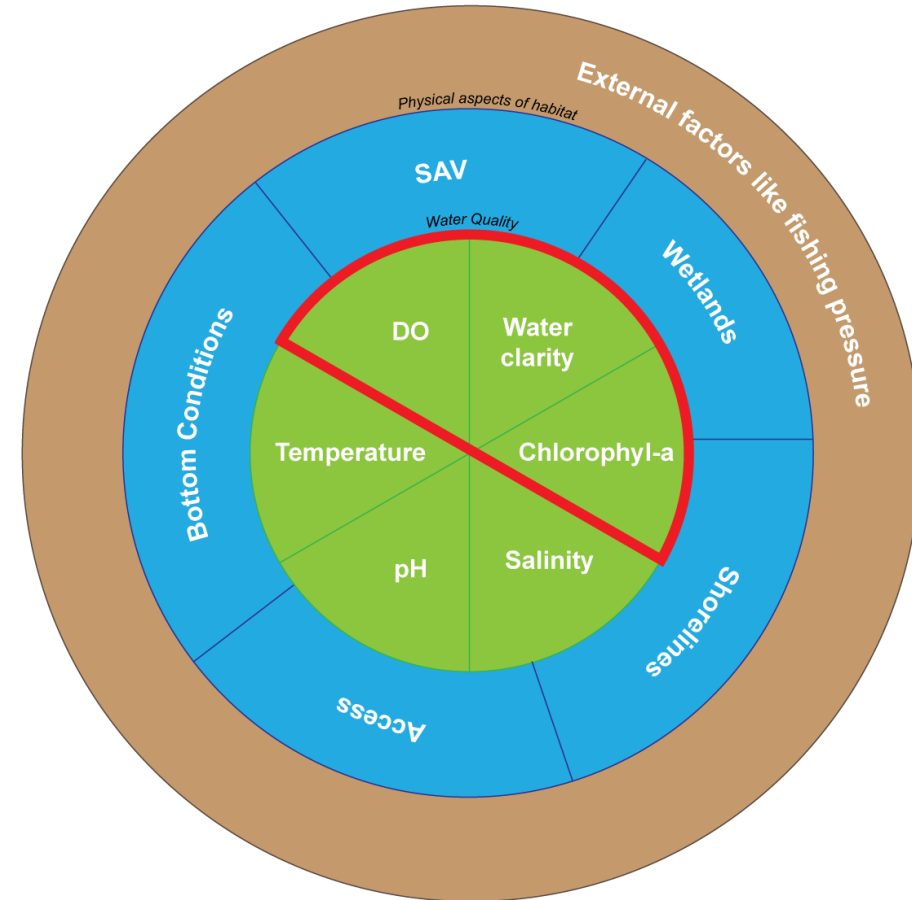 External factors like fishing pressure
Physical aspects of habitat
SAV
Wetlands
Shorelines
Access
Bottom Conditions
Water Quality
DO
Water
clarity
Chlorophyl-a
Salinity
pH
Temperature